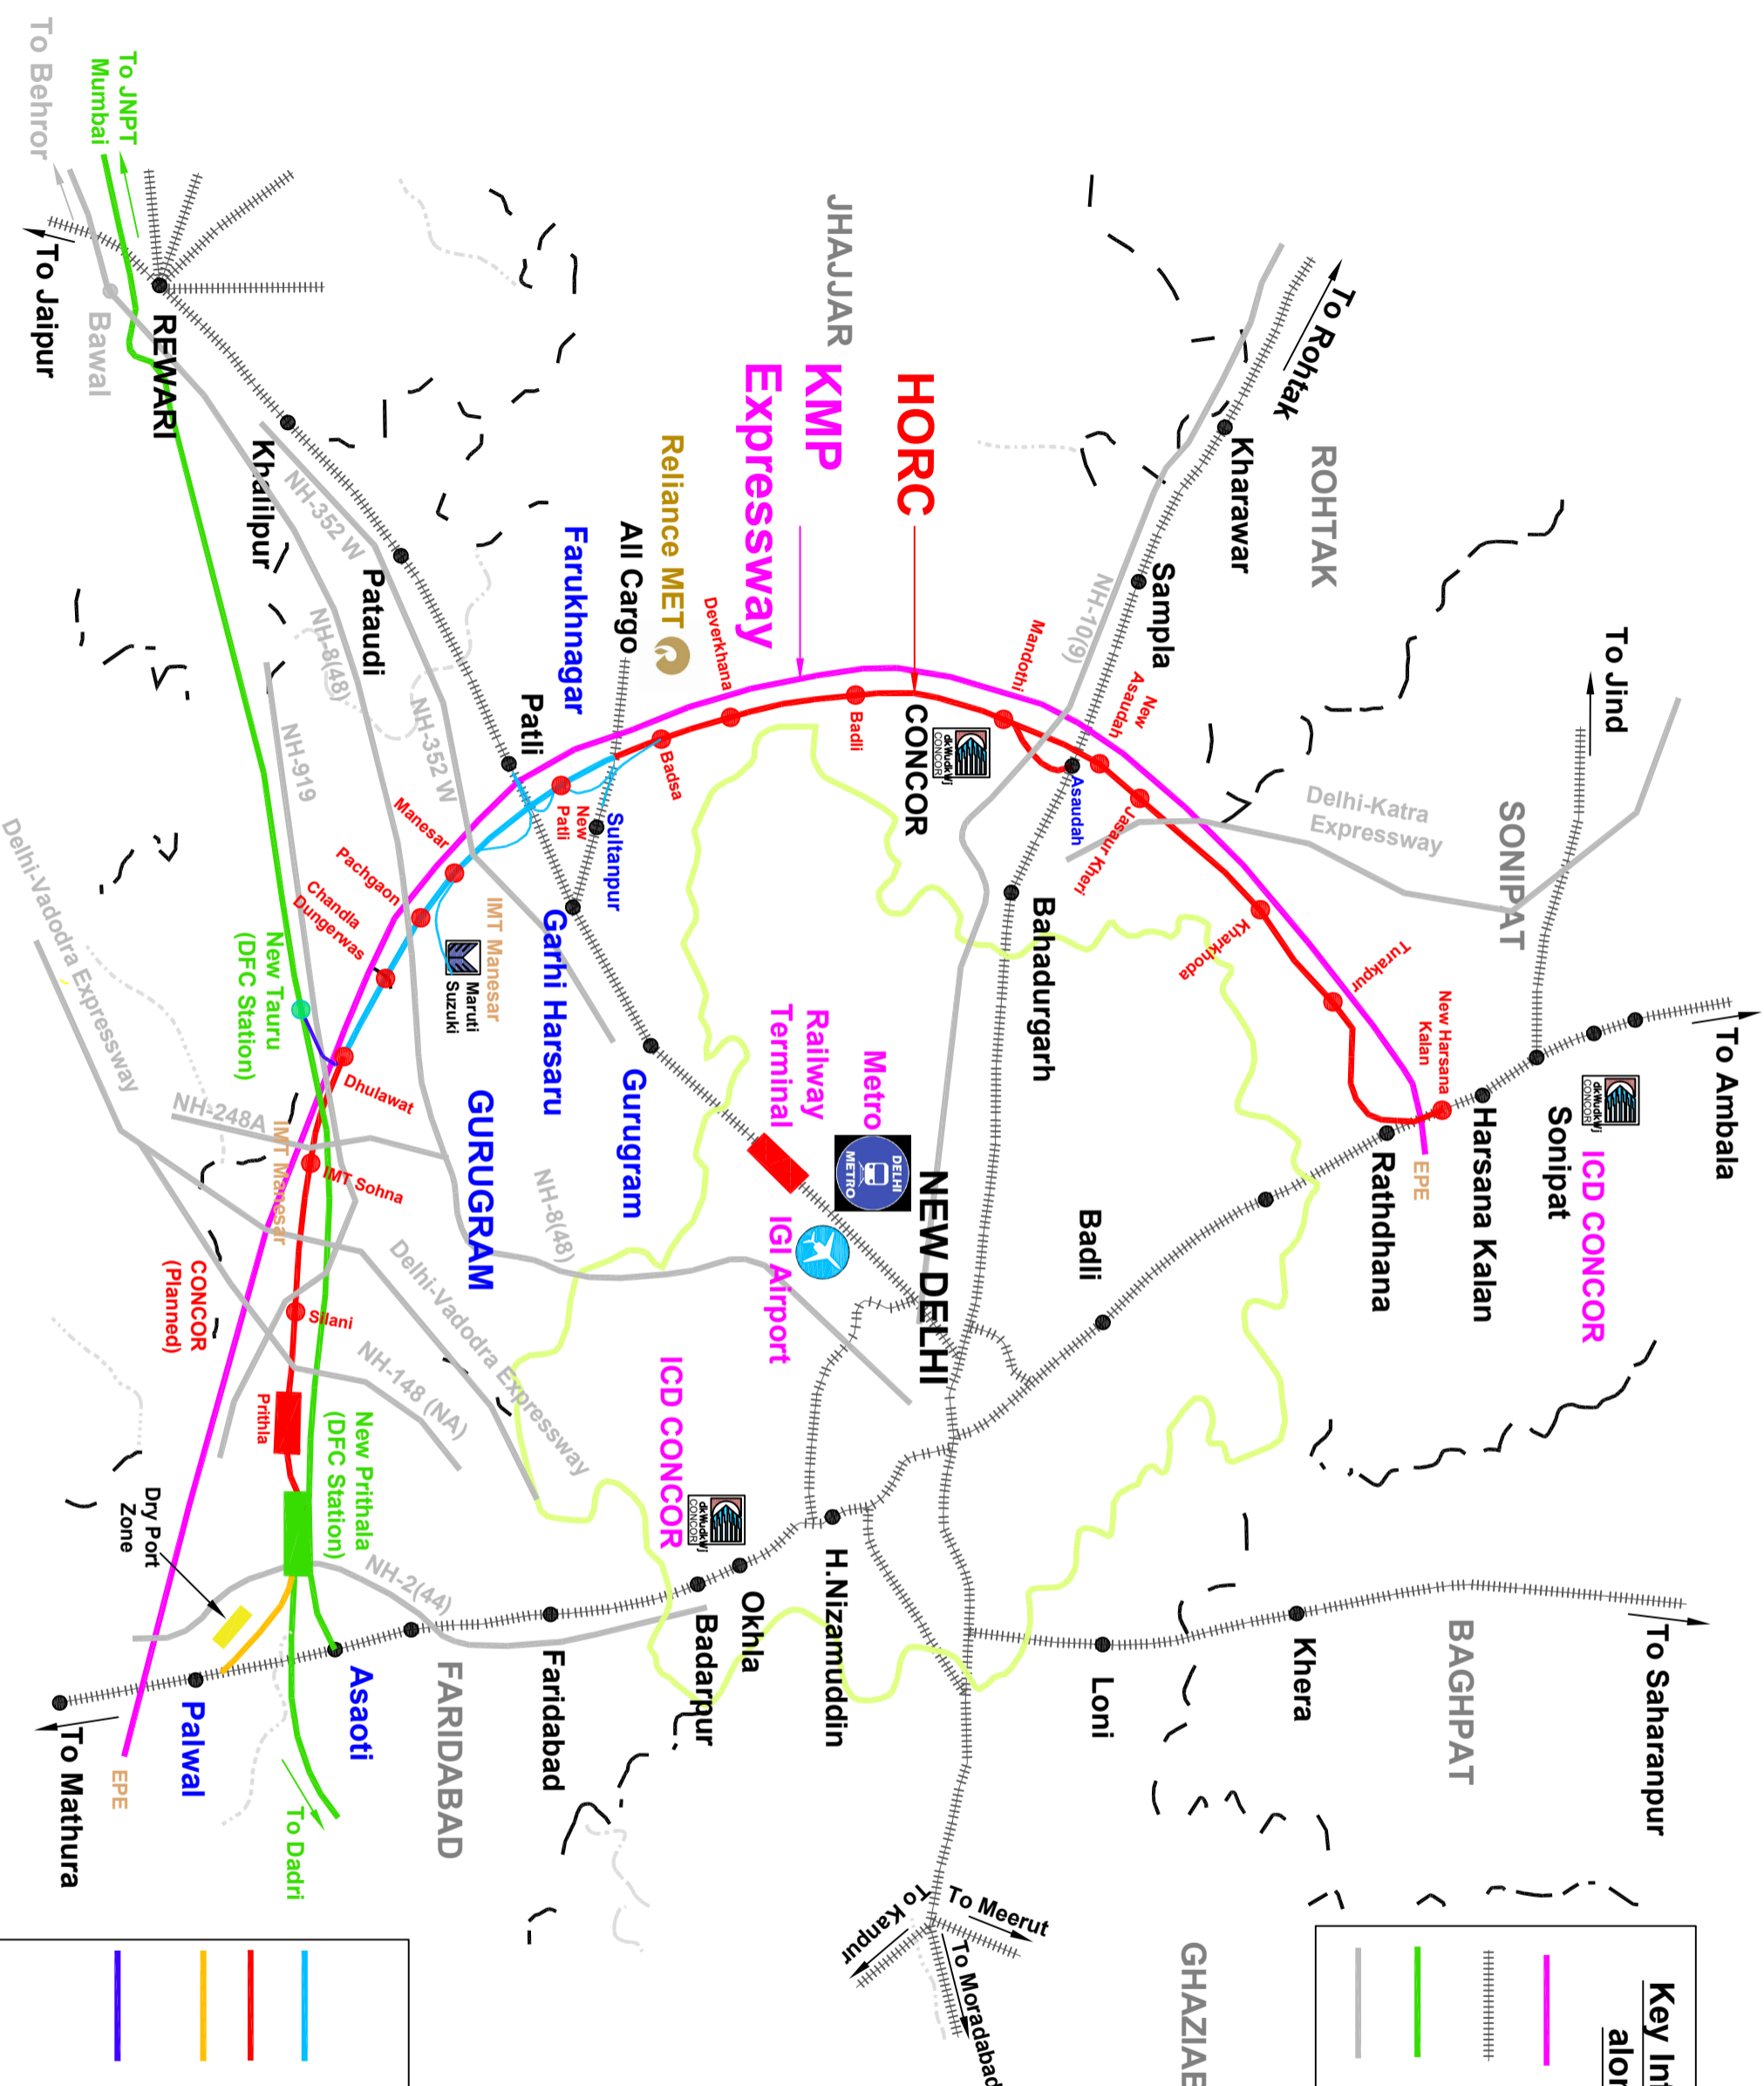 To Behror
To JNPT
Mumbai
To Jaipur
Bawal
REWARI
Khalilpur
NH-352 W
Pataudi
NH-8(48)
NH-352 W
NH-919
JHAJJAR
KMP
Expressway
HORC
Reliance MET
All Cargo
Farukhnagar
Patli
Deverkhana
Badli
Badsa
New
Patli
Sultanpur
Garhi Harsaru
Manesar
Pachgaon
Chandla
Dungerwas
IMT Manesar
Maruti
Suzuki
New Tauru
(DFC Station)
Delhi-Vadodra Expressway
Dhulawat
NH-248A
IMT Manesar
IMT Sohna
GURUGRAM
Gurugram
NH-8(48)
Silani
CONCOR
(Planned)
Prithla
Delhi-Vadodra Expressway
NH-148 (NA)
New Prithala
(DFC Station)
Dry Port
Zone
NH-2(44)
Asaoti
Palwal
To Mathura
EPE
To Dadri
FARIDABAD
Faridabad
Badarpur
Okhla
H.Nizamuddin
ICD CONCOR
dkWudkWj
CONCOR
Railway
Terminal
Metro
DELHI
METRO
IGI Airport
NEW DELHI
To Rohtak
Kharawar
ROHTAK
Sampla
NH-10(9)
Mandothi
New
Asaudah
CONCOR
dkWudkWj
CONCOR
Asaudah
Jasaur Kheri
Bahadurgarh
Delhi-Katra
Expressway
SONIPAT
To Jind
Kharkhoda
Turakpur
New Harsana
Kalan
To Ambala
dkWudkWj
CONCOR
Sonipat
ICD CONCOR
Harsana Kalan
EPE
Rathdhana
Badli
Loni
Khera
BAGHPAT
To Saharanpur
To Meerut
To Kanpur
To Moradabad